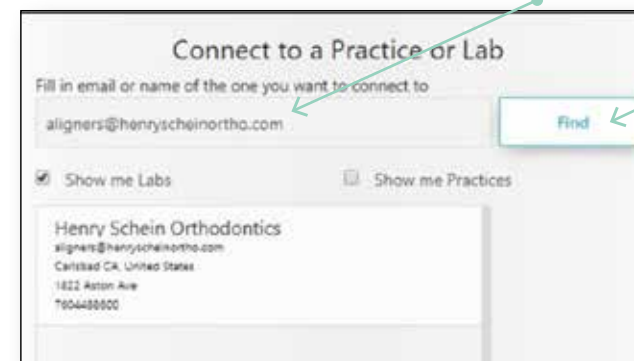 Connect to a Practice or Lab
Fill in email or name of the one you want to connect to
aligners@henryscheinortho.com
Find
Show me Labs
Show me Practices
Henry Schein Orthodontics
aligners@henryscheinortho.com
Carlsbad CA, United States
1822 Aston Ave
7604488600